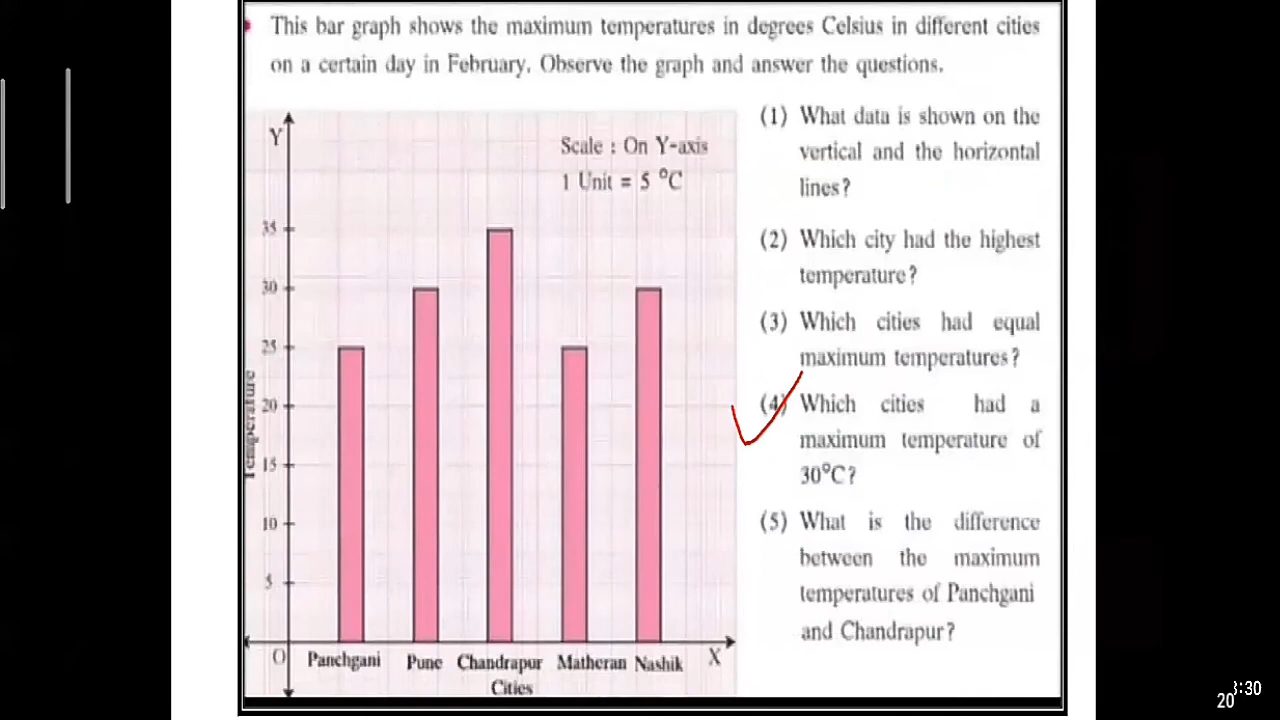 This bar graph shows the maximum temperatures in degrees Celsius in different cities
on a certain day in February. Observe the graph and answer the questions.
Y
Scale : On Y-axis
1 Unit = 5 °C
35
30
25
20
15
10
5
Temperature
O
Panchgani Pune Chandrapur Matheran Nashik X
Cities
(1) What data is shown on the
vertical and the horizontal
lines?
(2) Which city had the highest
temperature?
(3) Which cities had equal
maximum temperatures?
(4) Which cities had a
maximum temperature of
30°C?
(5) What is the difference
between the maximum
temperatures of Panchgani
and Chandrapur?
20
:30